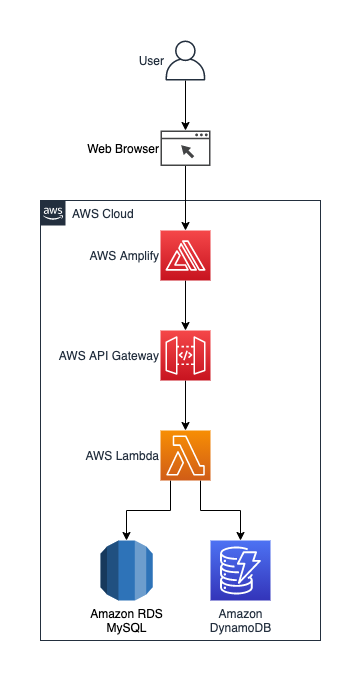 User
Web Browser
aws
AWS Cloud
AWS Amplify
AWS API Gateway
</>
AWS Lambda
Amazon RDS
MySQL
Amazon
DynamoDB